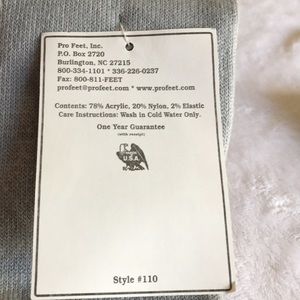 Pro Feet, Inc.
P.O. Box 2720
Burlington, NC 27215
800-334-1101 * 336-226-0237
Fax: 800-811-FEET
profeet@profeet.com * www.profeet.com
Contents: 78% Acrylic, 20% Nylon, 2% Elastic
Care Instructions: Wash in Cold Water Only.
One Year Guarantee
(with receipt)
U.S.A.
Style #110